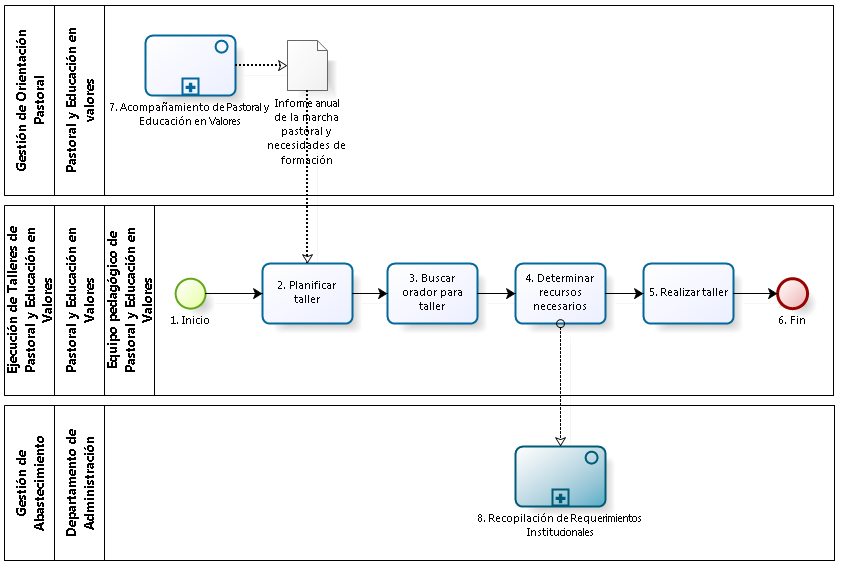 Gestión de Orientación
Pastoral
Pastoral y Educación en
valores
7. Acompañamiento de Pastoral y
Educación en Valores
Informe anual
de la marcha
pastoral y
necesidades de
formación
Ejecución de Talleres de
Pastoral y Educación en
Valores
Pastoral y Educación en
Valores
Equipo pedagógico de
Pastoral y Educación en
Valores
1. Inicio
2. Planificar
taller
3. Buscar
orador para
taller
4. Determinar
recursos
necesarios
5. Realizar taller
6. Fin
Gestión de
Abastecimiento
Departamento de
Administración
8. Recopilación de Requerimientos
Institucionales